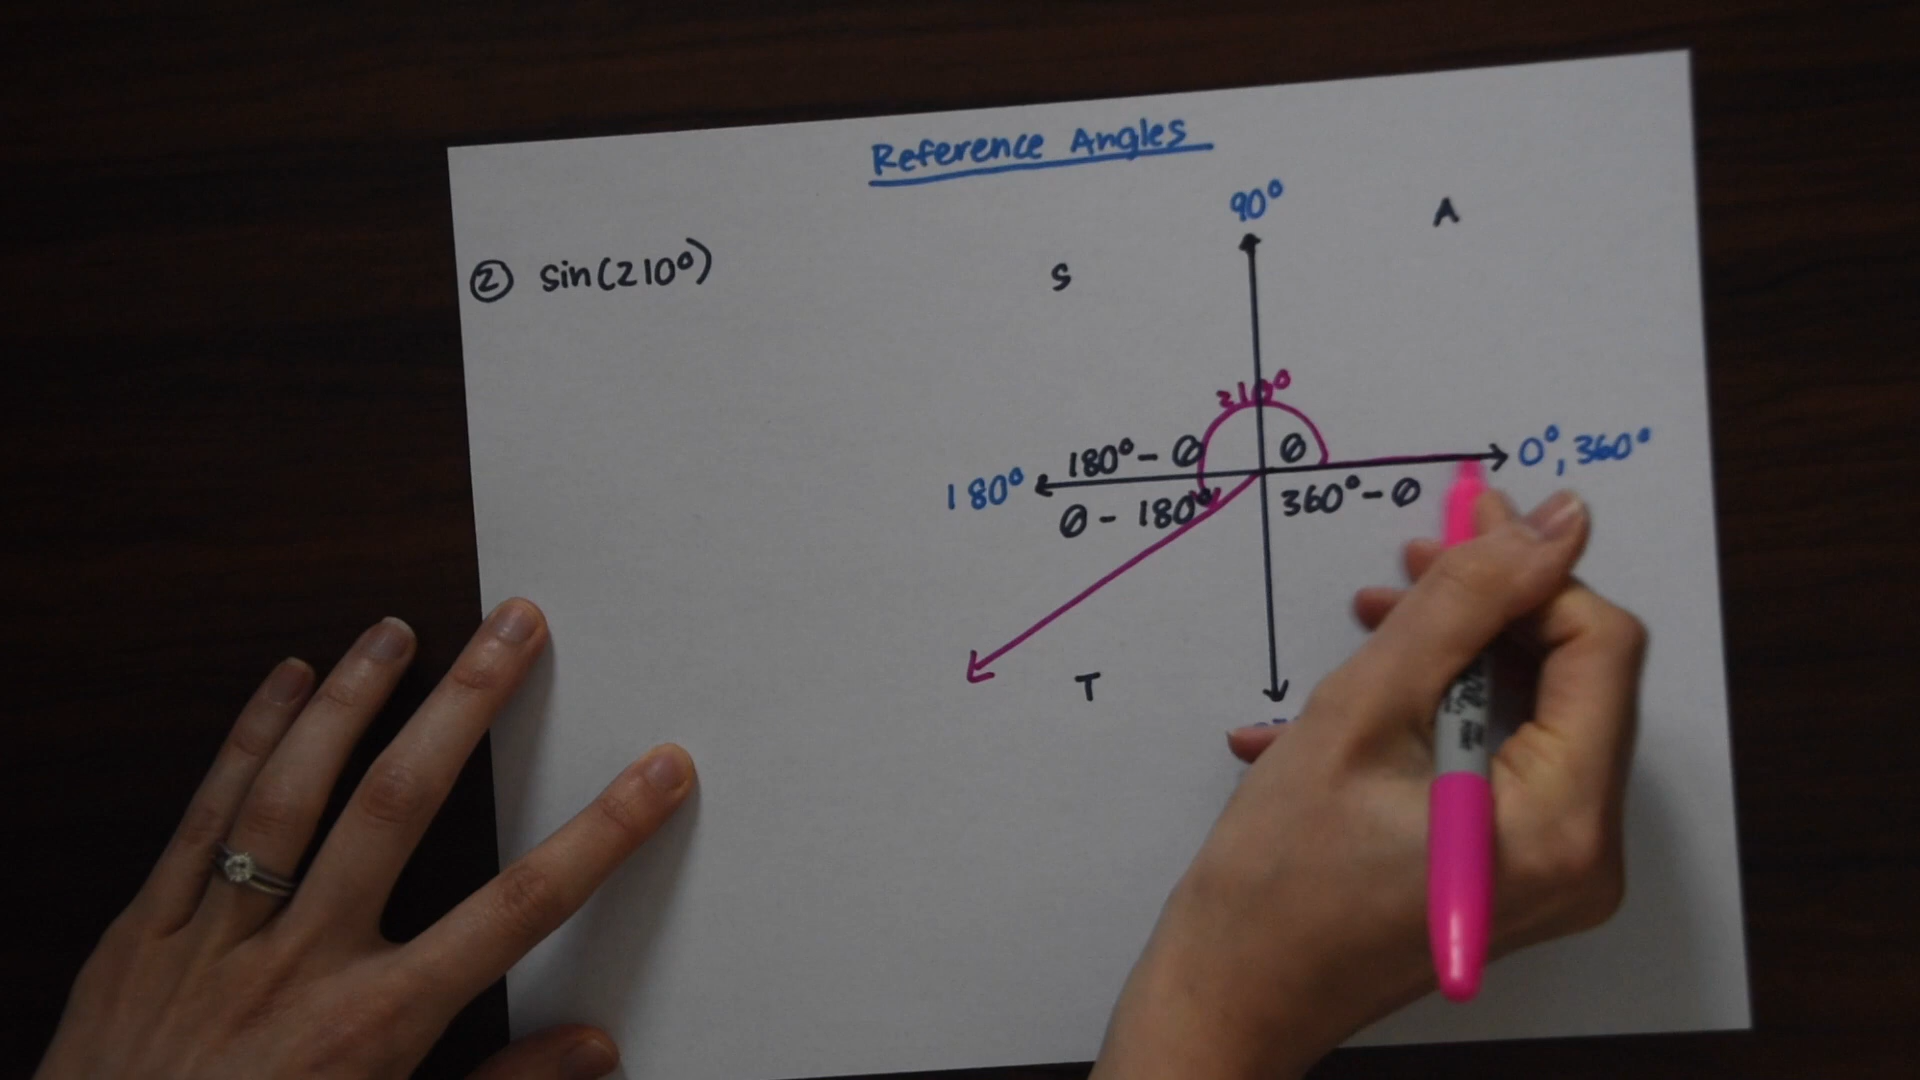 Reference Angles
② sin(210°)
90°
A
S
210°
180° - θ
θ
0°, 360°
180°
θ - 180°
360° - θ
T